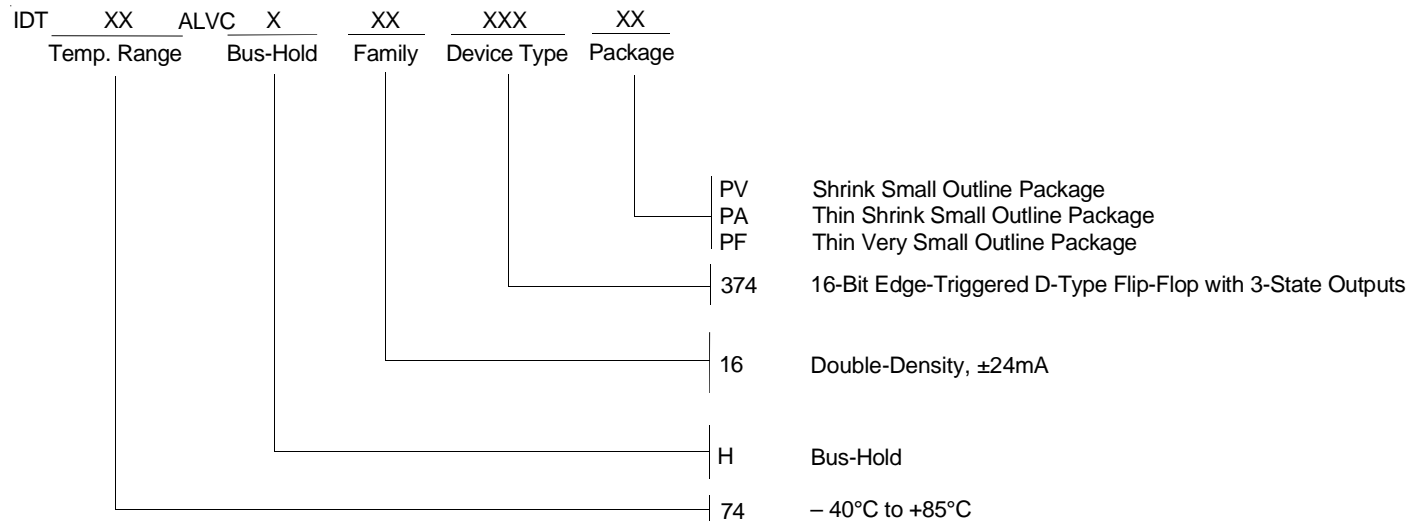 IDT XX ALVC X XX XXX XX
Temp. Range Bus-Hold Family Device Type Package
PV Shrink Small Outline Package
PA Thin Shrink Small Outline Package
PF Thin Very Small Outline Package
374 16-Bit Edge-Triggered D-Type Flip-Flop with 3-State Outputs
16 Double-Density, ±24mA
H Bus-Hold
74 – 40°C to +85°C